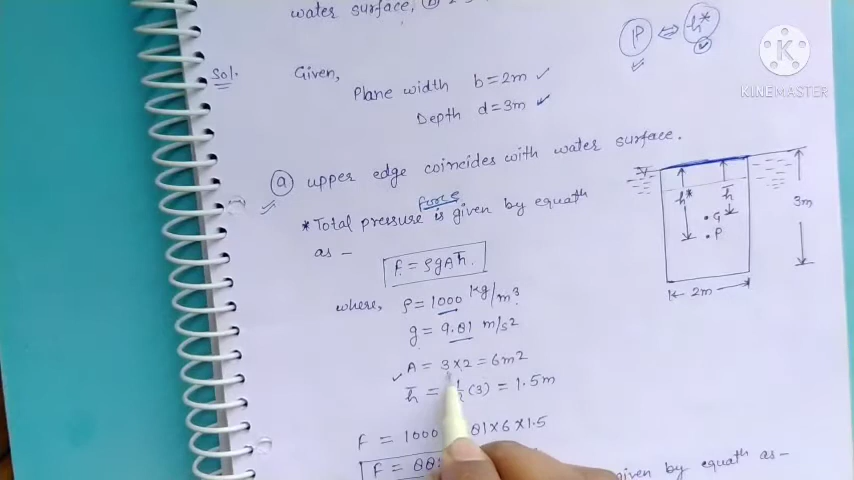 water surface,
P ⇔ h*
KINEMASTER
Sol. Given,
Plane width b=2m ✓
Depth d=3m ✓
(a) upper edge coincides with water surface.
force
*Total pressure is given by equatn
as -
F = ρgAh̄.
where, ρ = 1000 kg/m³
g = 9.81 m/s²
✓ A = 3×2 = 6m²
h̄ = (3) = 1.5m
F = 1000 81×6×1.5
F = 88
given by equatn as-
h* h̄
3m
G
P
2m